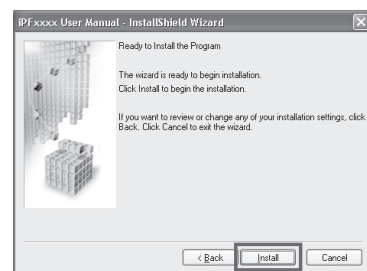 iPFxxxx User Manual - InstallShield Wizard
Ready to Install the Program
The wizard is ready to begin installation.
Click Install to begin the installation.
If you want to review or change any of your installation settings, click
Back. Click Cancel to exit the wizard.
< Back
Install
Cancel